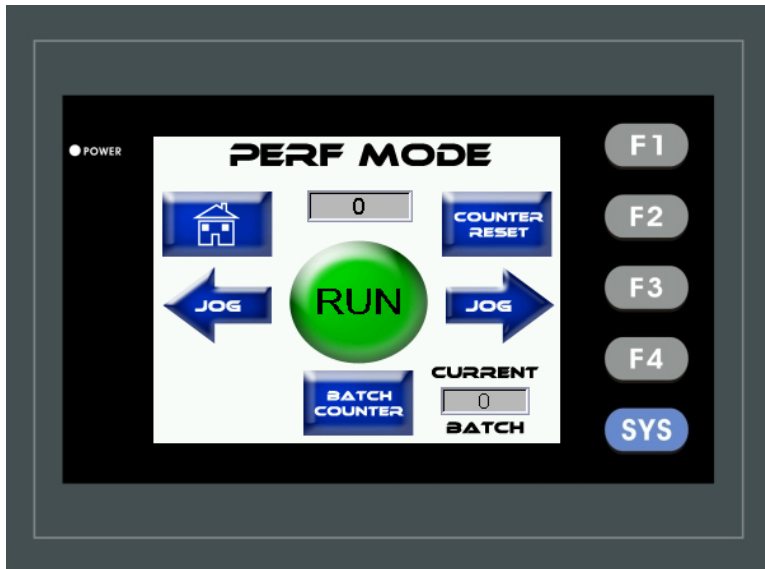 POWER
PERF MODE
F1
0
COUNTER
RESET
F2
JOG
RUN
JOG
F3
CURRENT
F4
BATCH
COUNTER
0
BATCH
SYS